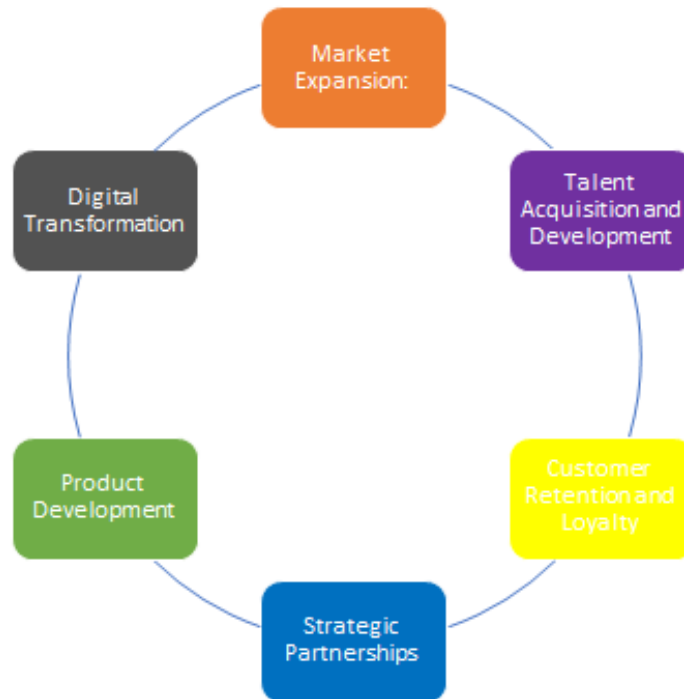 Market
Expansion:
Talent
Acquisition and
Development
Customer
Retention and
Loyalty
Strategic
Partnerships
Product
Development
Digital
Transformation